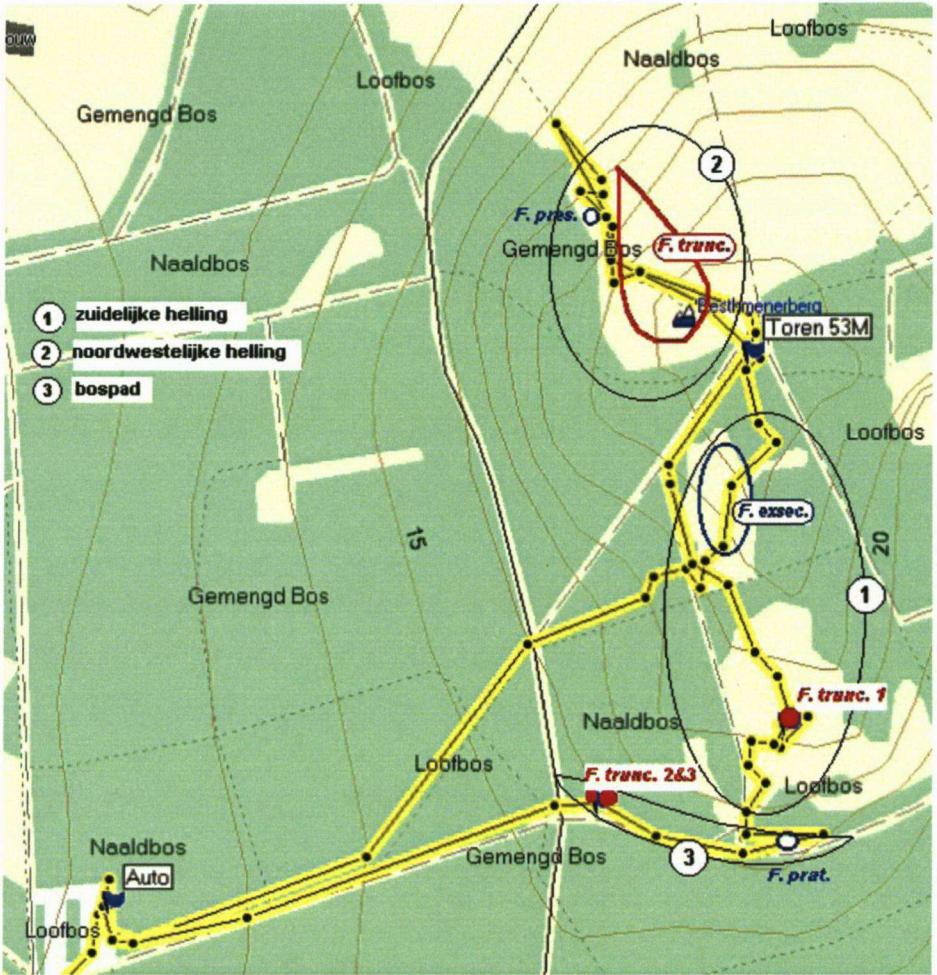 ouw
Loofbos
Naaldbos
Loofbos
Gemengd Bos
2
F. pres.
Gemengd Bos
F. trunc.
Naaldbos
Besthmenerberg
1 zuidelijke helling
Toren 53M
2 noordwestelijke helling
3 bospad
Loofbos
F. exsec.
15
20
Gemengd Bos
1
F. trunc. 1
Naaldbos
Loofbos
F. trunc. 2&3
Loofbos
Naaldbos
Gemengd Bos
3
Auto
F. prat.
Loofbos